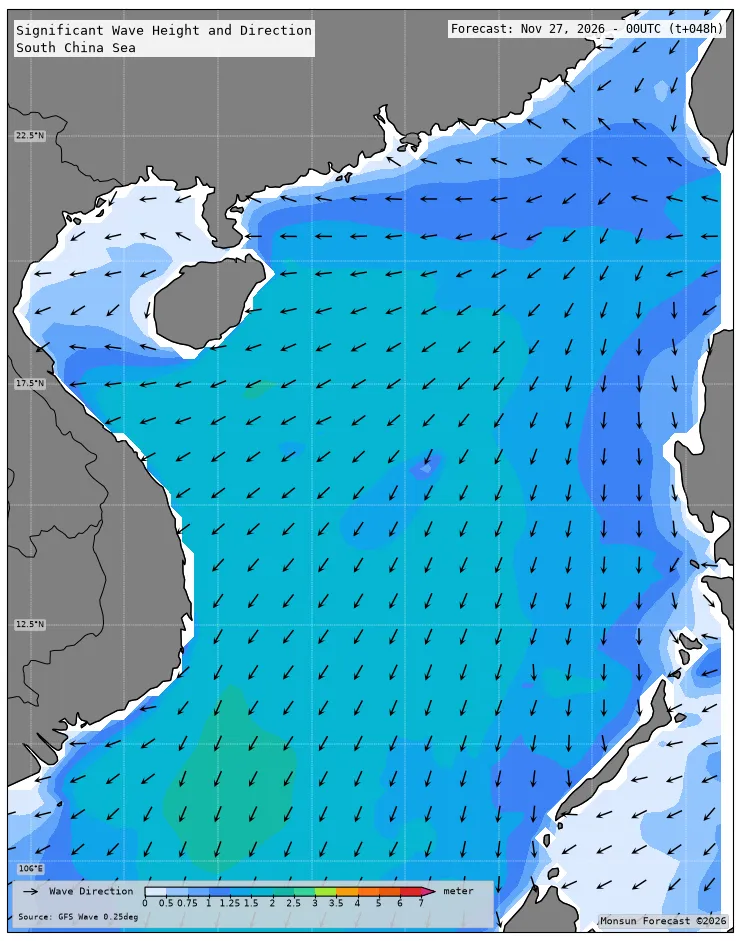 Significant Wave Height and Direction
South China Sea
Forecast: Nov 27, 2026 - 00UTC (t+048h)
22.5°N
17.5°N
12.5°N
106°E
Wave Direction
meter
0 0.5 0.75 1 1.25 1.5 2 2.5 3 3.5 4 5 6 7
Source: GFS Wave 0.25deg
Monsun Forecast ©2026